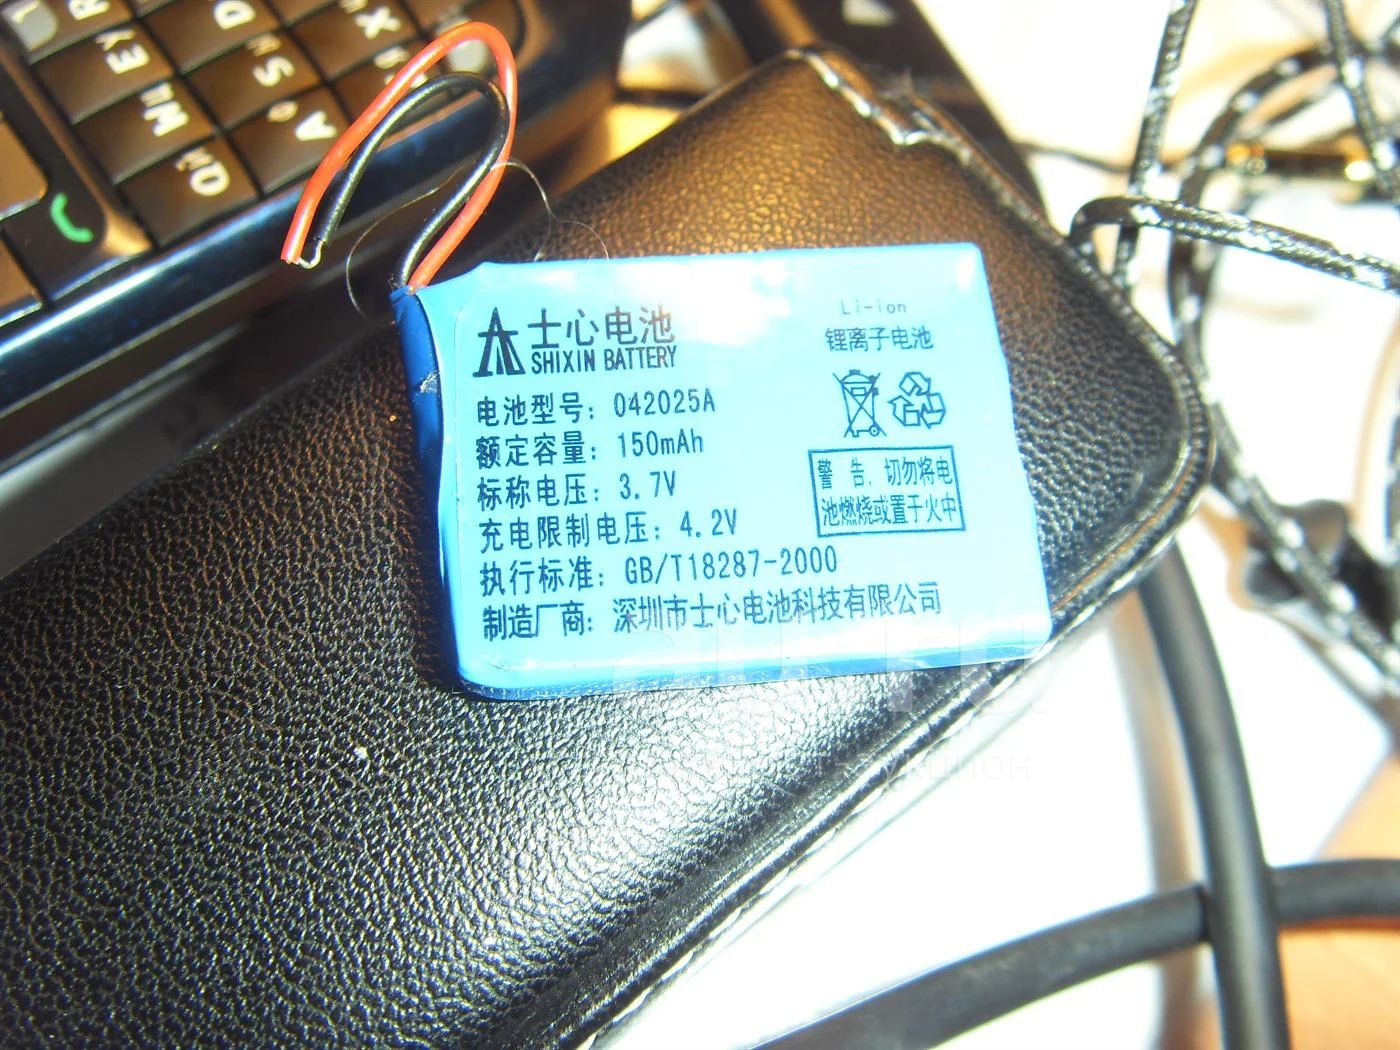 士心电池
SHIXIN BATTERY
电池型号: 042025A
额定容量: 150mAh
标称电压: 3.7V
充电限制电压: 4.2V
执行标准: GB/T18287-2000
制造厂商: 深圳市士心电池科技有限公司
Li-ion
锂离子电池
警 告, 切勿将电
池燃烧或置于火中